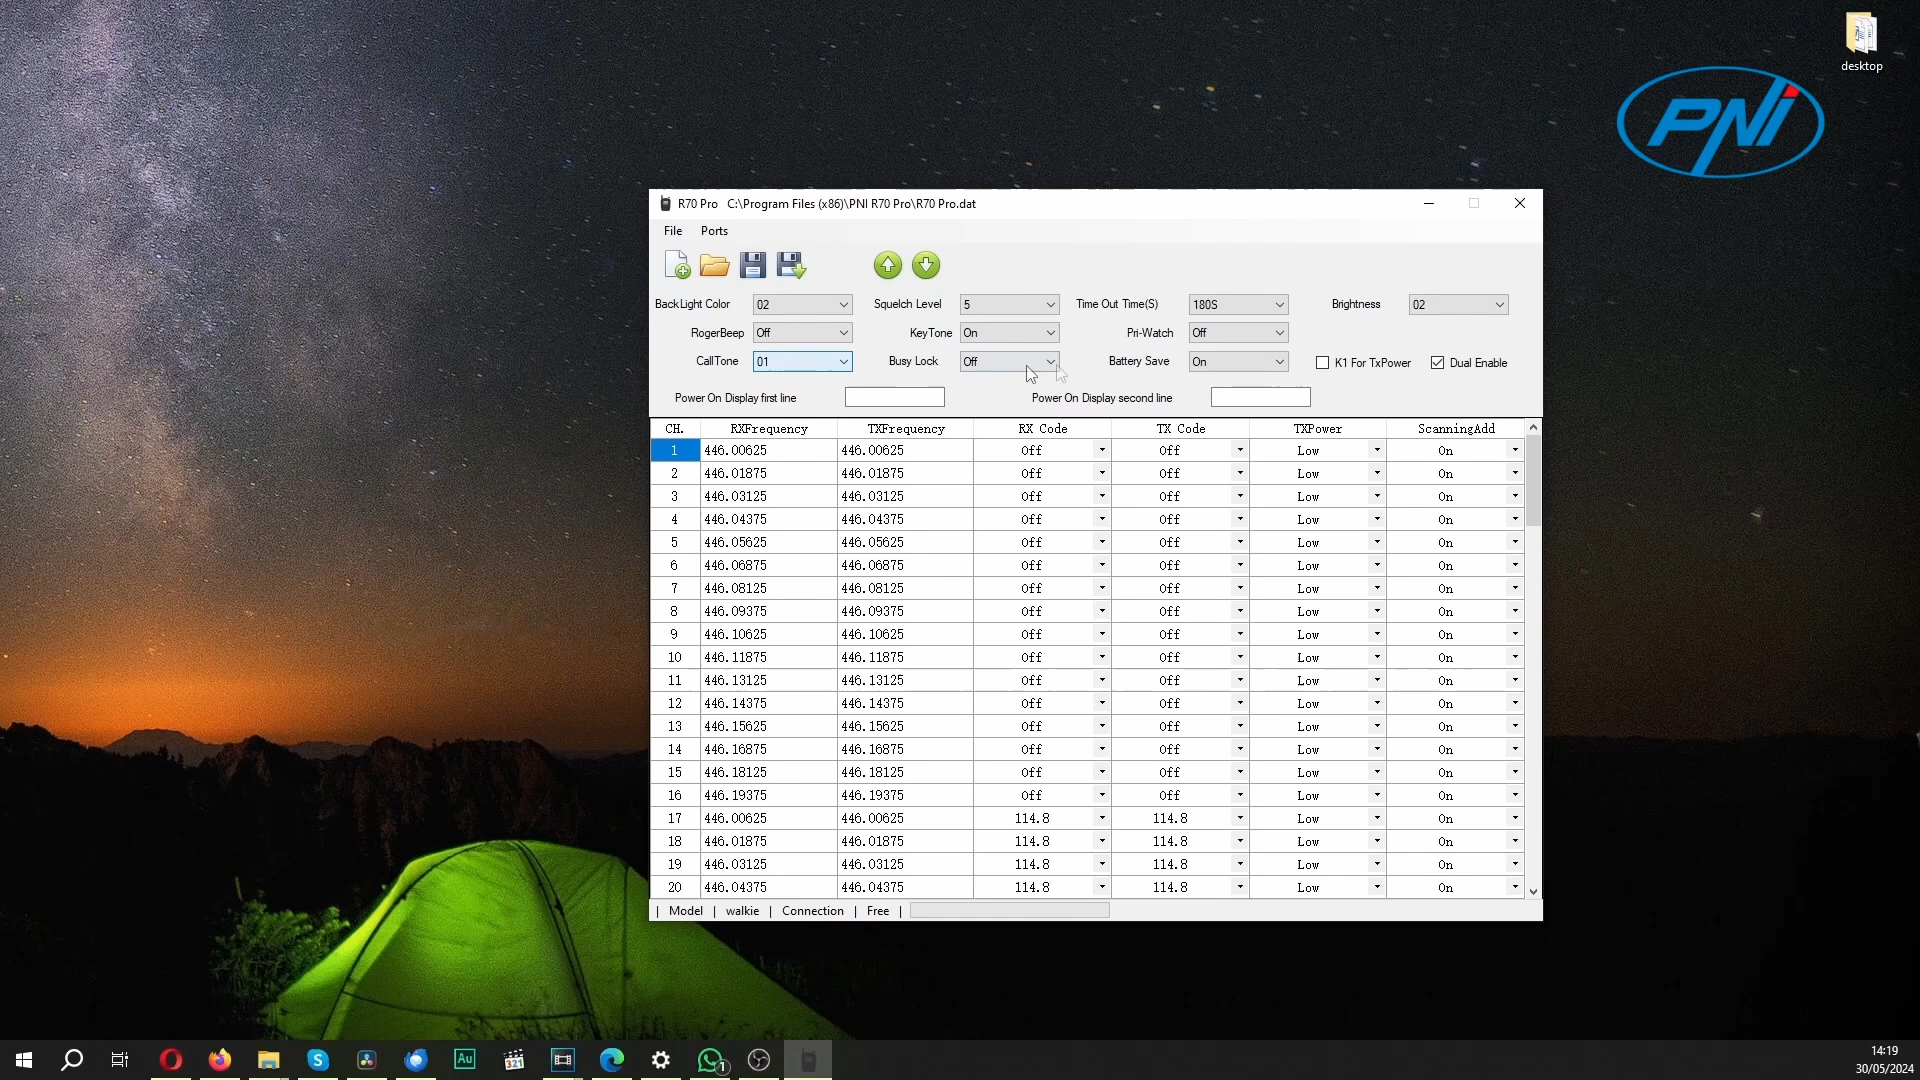 desktop
PNI
R70 Pro C:\Program Files (x86)\PNI R70 Pro\R70 Pro.dat
File Ports
BackLight Color 02 Squelch Level 5 Time Out Time(S) 180S Brightness 02
RogerBeep Off KeyTone On Pri-Watch Off
CallTone 01 Busy Lock Off Battery Save On K1 For TxPower Dual Enable
Power On Display first line Power On Display second line
CH. RXFrequency TXFrequency RX Code TX Code TXPower ScanningAdd
1 446.00625 446.00625 Off Off Low On
2 446.01875 446.01875 Off Off Low On
3 446.03125 446.03125 Off Off Low On
4 446.04375 446.04375 Off Off Low On
5 446.05625 446.05625 Off Off Low On
6 446.06875 446.06875 Off Off Low On
7 446.08125 446.08125 Off Off Low On
8 446.09375 446.09375 Off Off Low On
9 446.10625 446.10625 Off Off Low On
10 446.11875 446.11875 Off Off Low On
11 446.13125 446.13125 Off Off Low On
12 446.14375 446.14375 Off Off Low On
13 446.15625 446.15625 Off Off Low On
14 446.16875 446.16875 Off Off Low On
15 446.18125 446.18125 Off Off Low On
16 446.19375 446.19375 Off Off Low On
17 446.00625 446.00625 114.8 114.8 Low On
18 446.01875 446.01875 114.8 114.8 Low On
19 446.03125 446.03125 114.8 114.8 Low On
20 446.04375 446.04375 114.8 114.8 Low On
| Model | walkie | Connection | Free |
S Au 321 1
14:19
30/05/2024